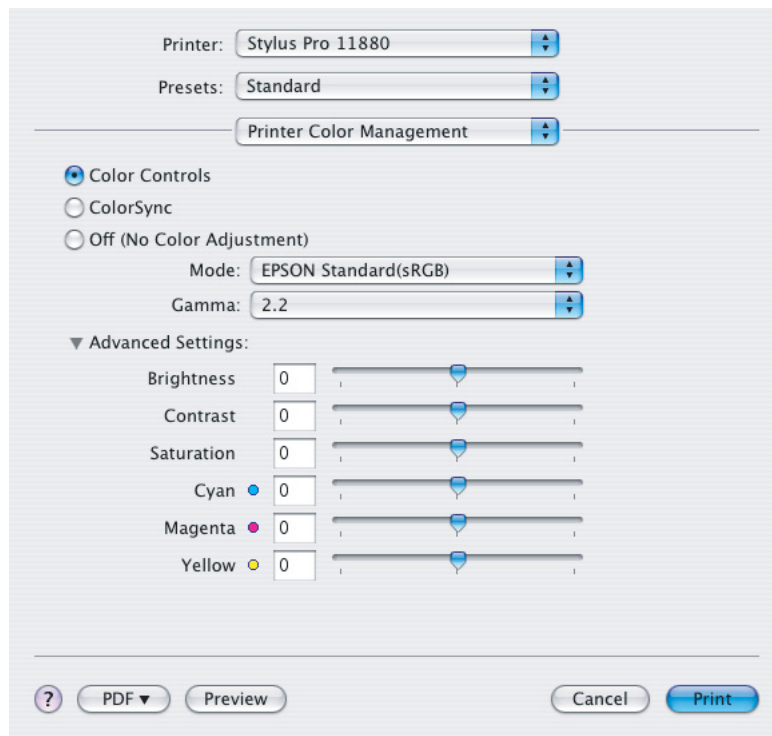 Printer: Stylus Pro 11880
Presets: Standard
Printer Color Management
Color Controls
ColorSync
Off (No Color Adjustment)
Mode: EPSON Standard(sRGB)
Gamma: 2.2
▼ Advanced Settings:
Brightness 0
Contrast 0
Saturation 0
Cyan 0
Magenta 0
Yellow 0
? PDF ▼ Preview Cancel Print